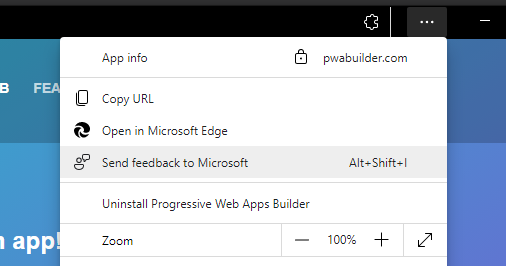 App info pwabuilder.com
B FEA
Copy URL
Open in Microsoft Edge
Send feedback to Microsoft Alt+Shift+I
Uninstall Progressive Web Apps Builder
n app!
Zoom 100%